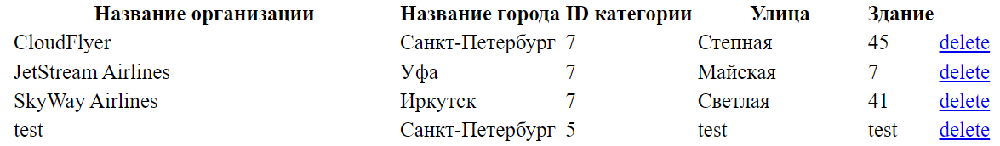 Название организации Название города ID категории Улица Здание
CloudFlyer Санкт-Петербург 7 Степная 45 delete
JetStream Airlines Уфа 7 Майская 7 delete
SkyWay Airlines Иркутск 7 Светлая 41 delete
test Санкт-Петербург 5 test test delete